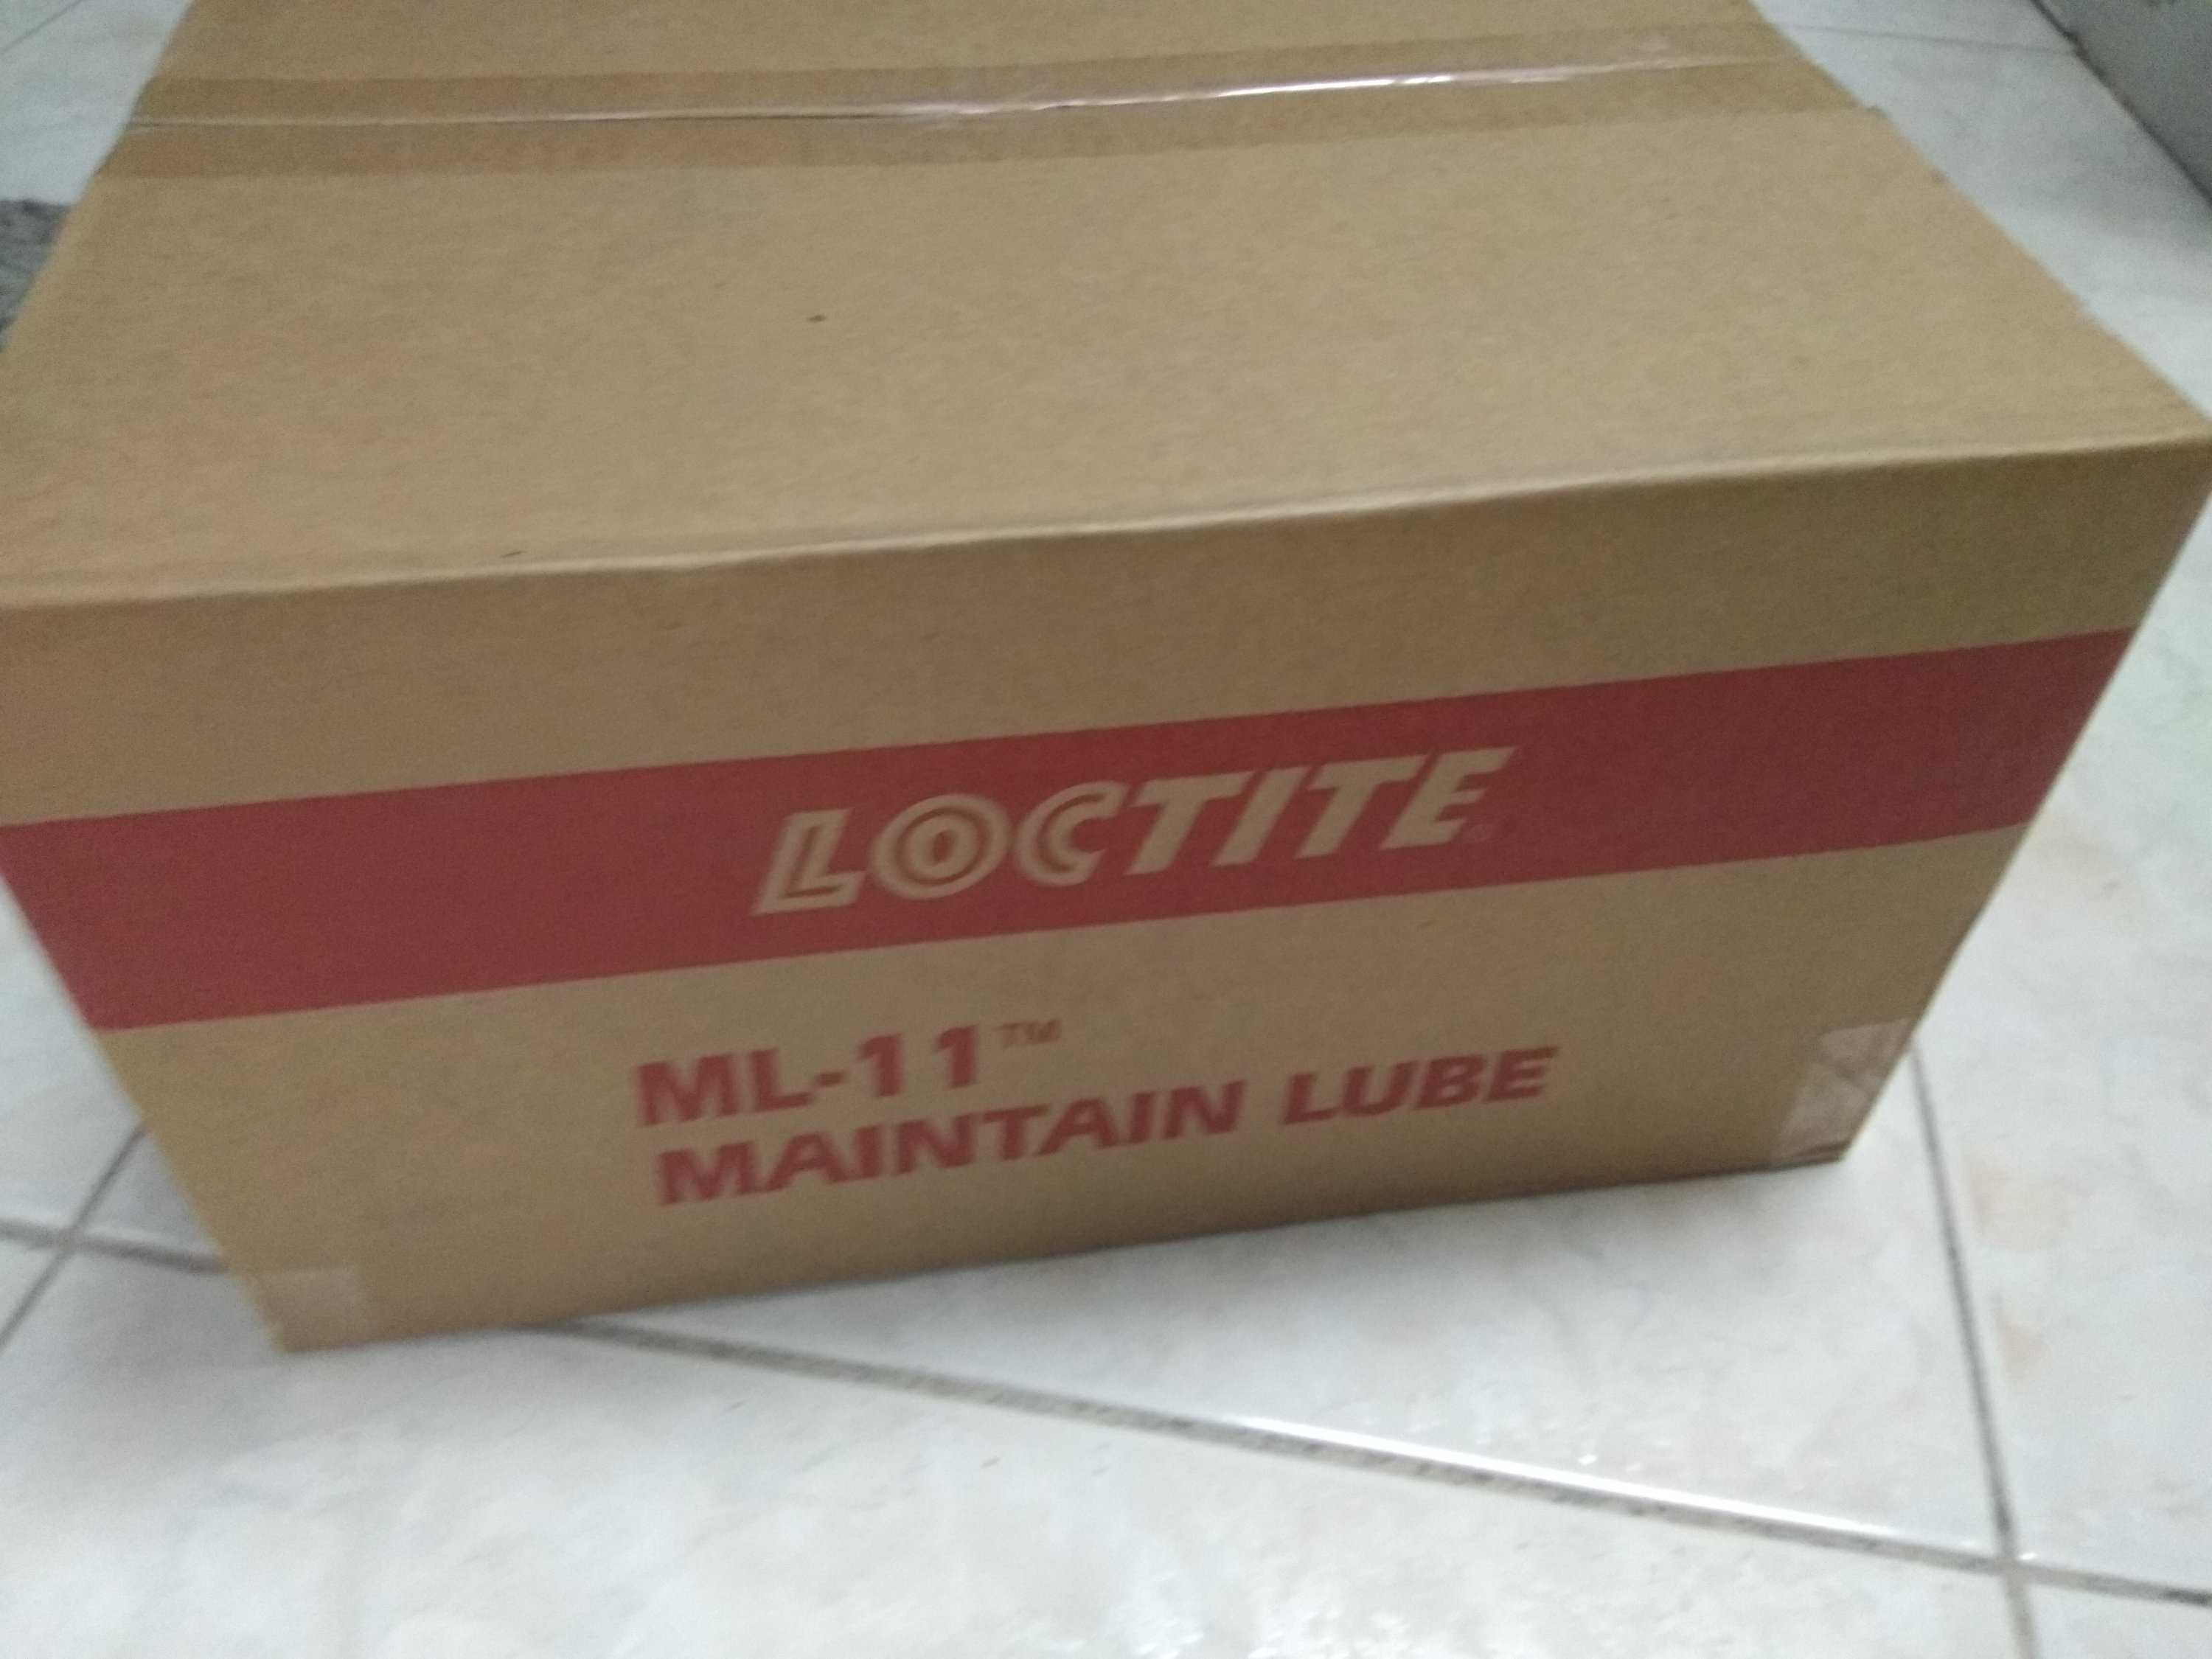 LOCTITE
ML-11™
MAINTAIN LUBE